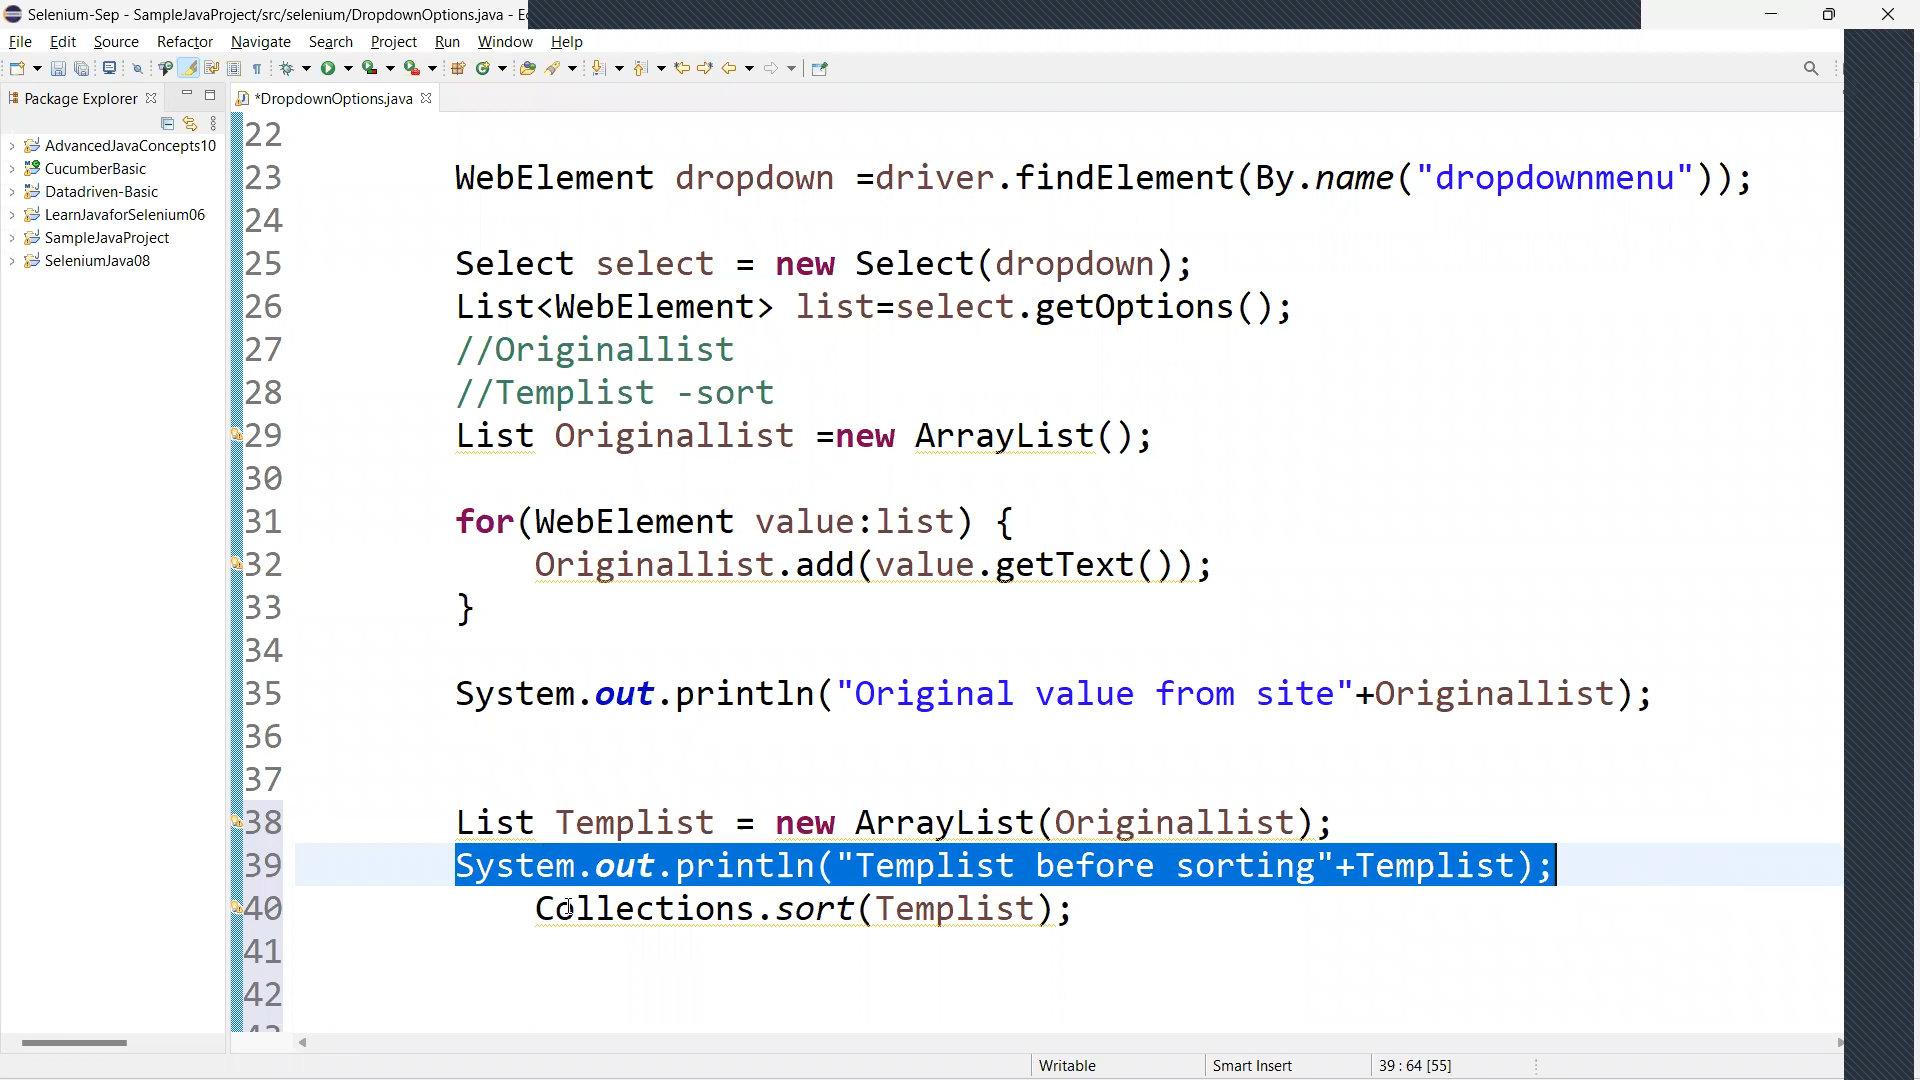 Selenium-Sep - SampleJavaProject/src/selenium/DropdownOptions.java -
File Edit Source Refactor Navigate Search Project Run Window Help
Package Explorer
*DropdownOptions.java
AdvancedJavaConcepts10
CucumberBasic
Datadriven-Basic
LearnJavaforSelenium06
SampleJavaProject
SeleniumJava08
22
23 WebElement dropdown =driver.findElement(By.name("dropdownmenu"));
24
25 Select select = new Select(dropdown);
26 List<WebElement> list=select.getOptions();
27 //Originallist
28 //Templist -sort
29 List Originallist =new ArrayList();
30
31 for(WebElement value:list) {
32 Originallist.add(value.getText());
33 }
34
35 System.out.println("Original value from site"+Originallist);
36
37
38 List Templist = new ArrayList(Originallist);
39 System.out.println("Templist before sorting"+Templist);
40 Collections.sort(Templist);
41
42
Writable Smart Insert 39 : 64 [55]